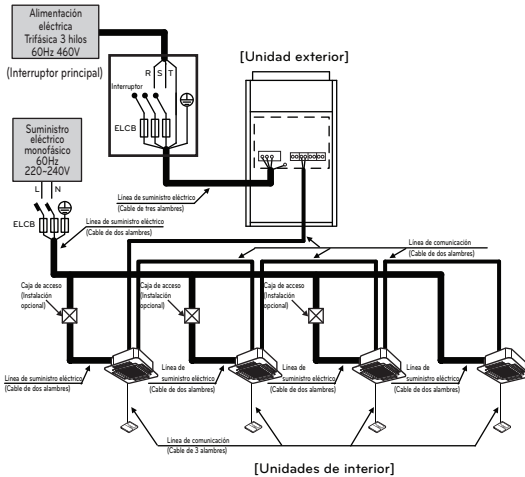 Alimentación
eléctrica
Trifásica 3 hilos
60Hz 460V
(Interruptor principal)
[Unidad exterior]
R S T
Interruptor
ELCB
Suministro
eléctrico
monofásico
60Hz
220-240V
L N
ELCB
Línea de suministro eléctrico
(Cable de tres alambres)
Línea de suministro eléctrico
(Cable de dos alambres)
Línea de comunicación
(Cable de dos alambres)
Caja de acceso
(Instalación
opcional)
Caja de acceso
(Instalación
opcional)
Caja de acceso
(Instalación
opcional)
Línea de suministro eléctrico
(Cable de dos alambres)
Línea de
suministro eléctrico
(Cable de dos alambres)
Línea de
suministro eléctrico
(Cable de dos alambres)
Línea de
suministro eléctrico
(Cable de dos alambres)
Línea de comunicación
(Cable de 3 alambres)
[Unidades de interior]